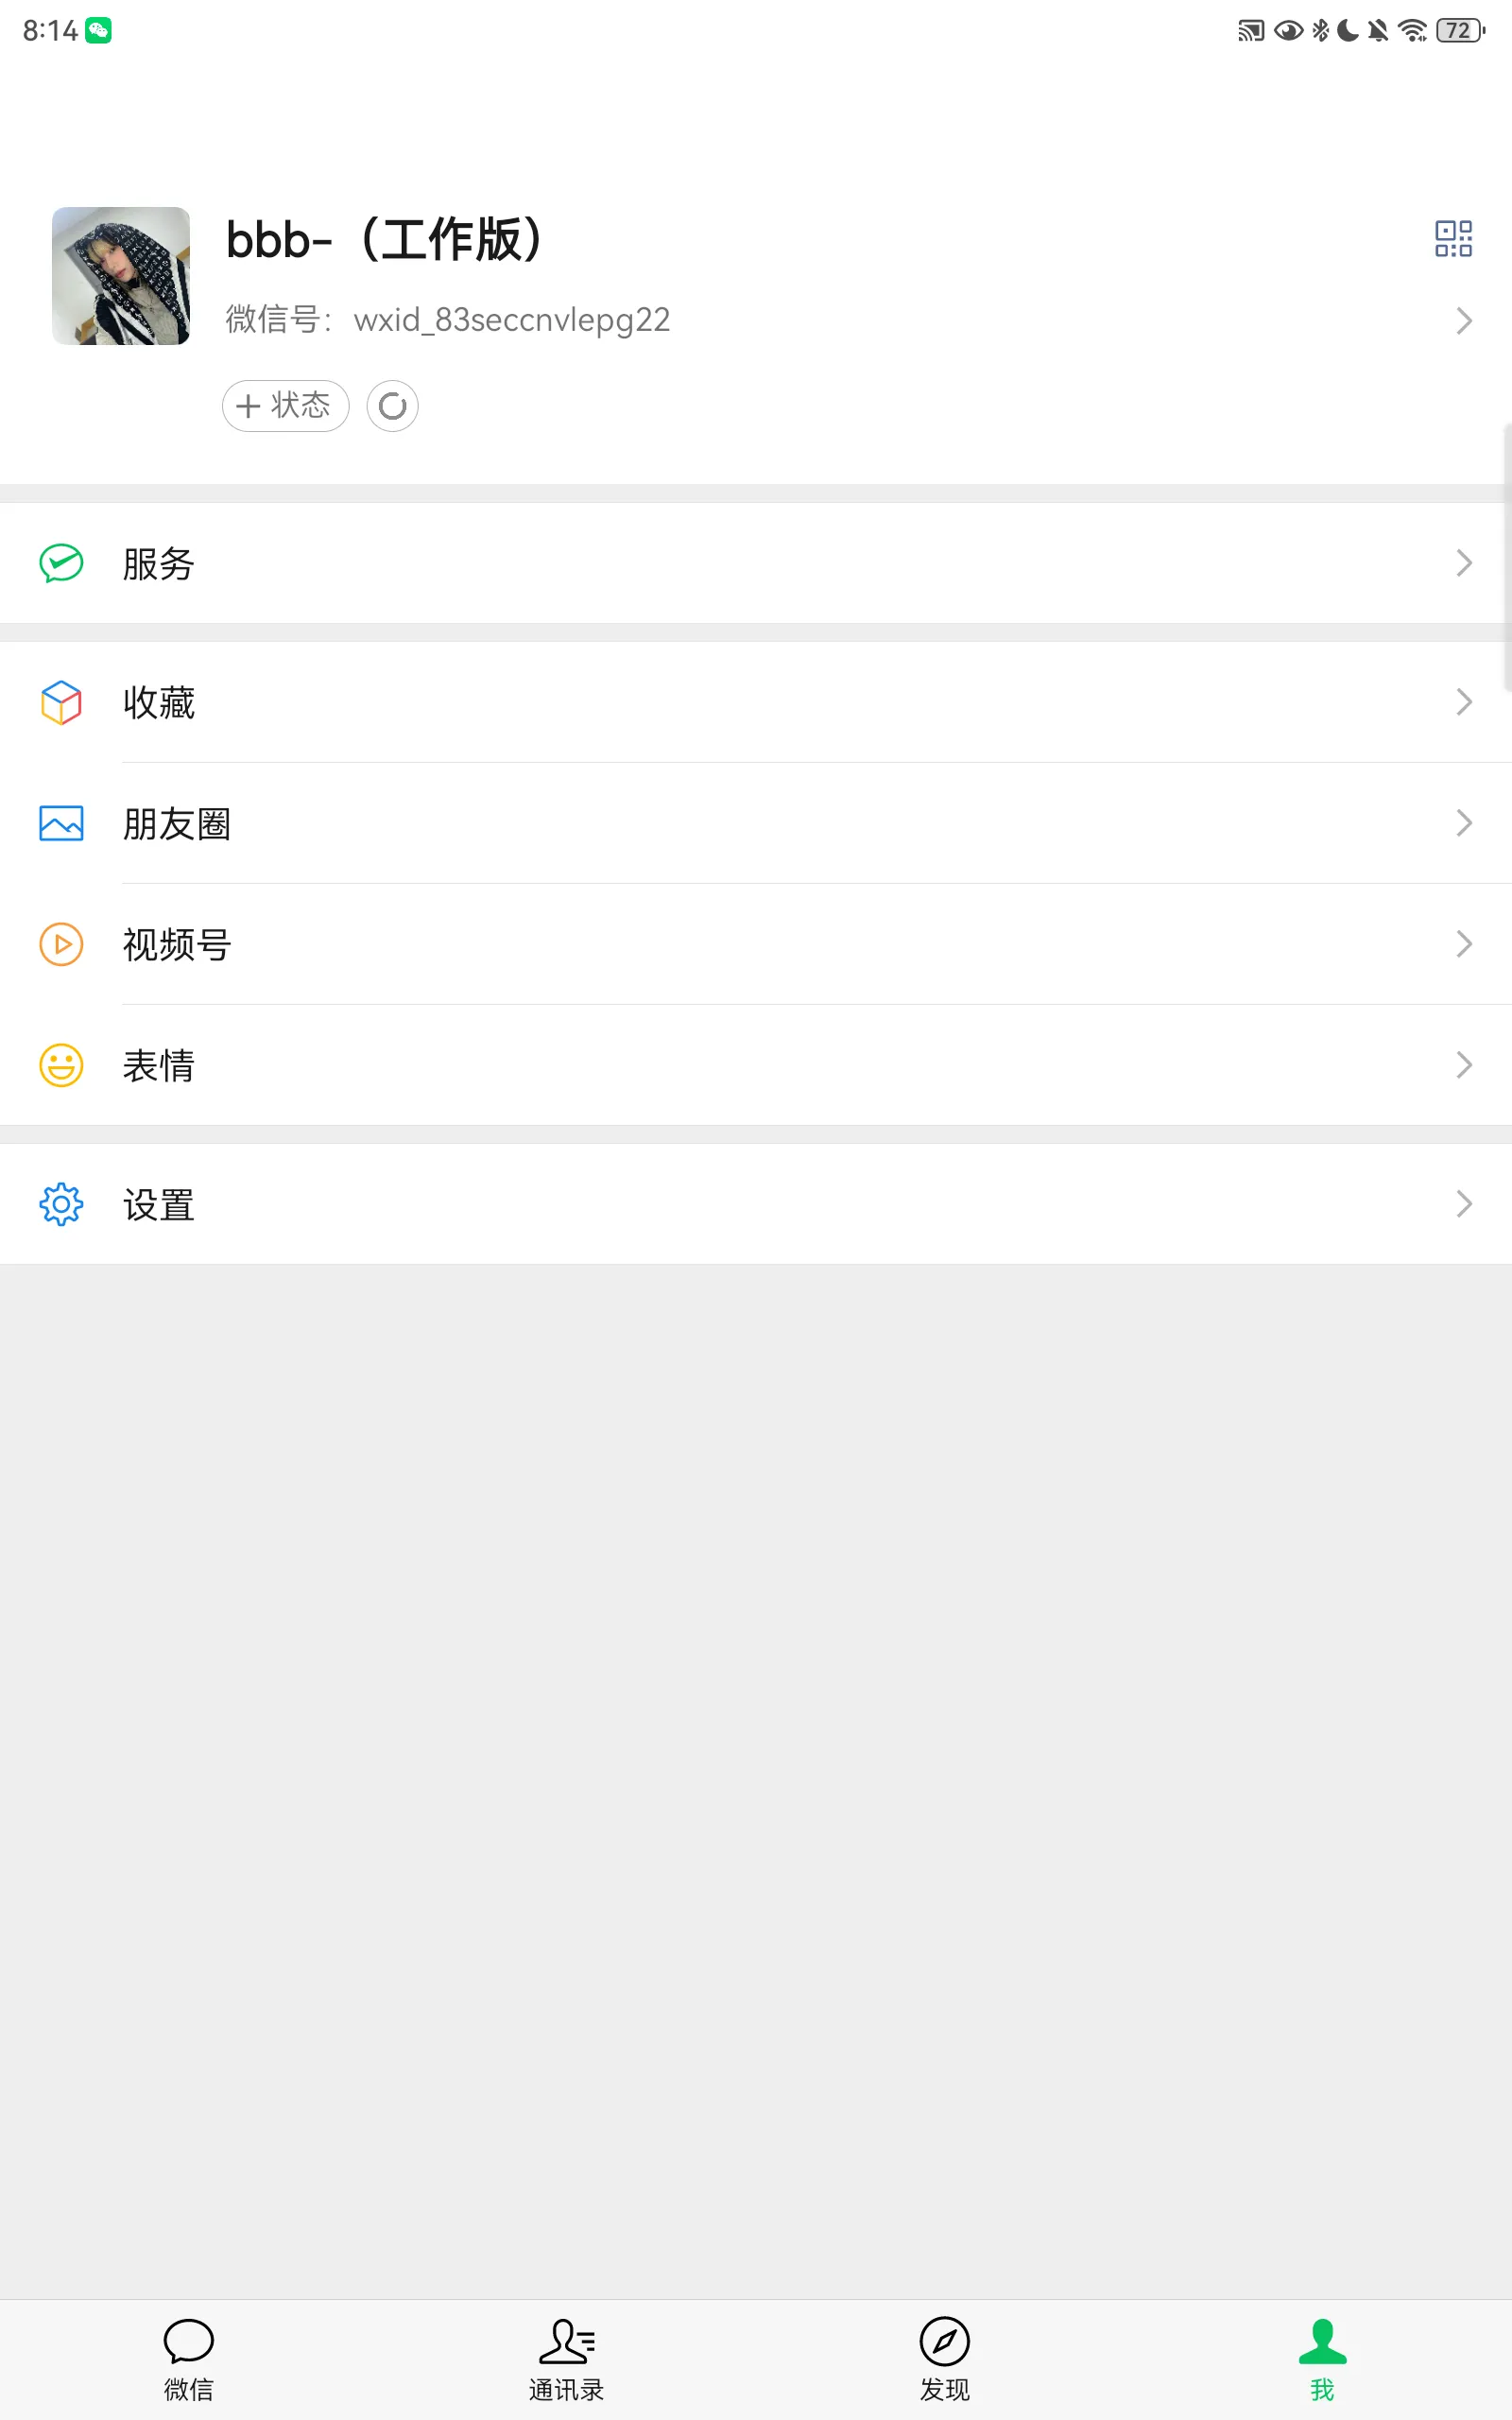 8:14
72
bbb-（工作版）
微信号：wxid_83seccnvlepg22
+ 状态
服务
收藏
朋友圈
视频号
表情
设置
微信
通讯录
发现
我